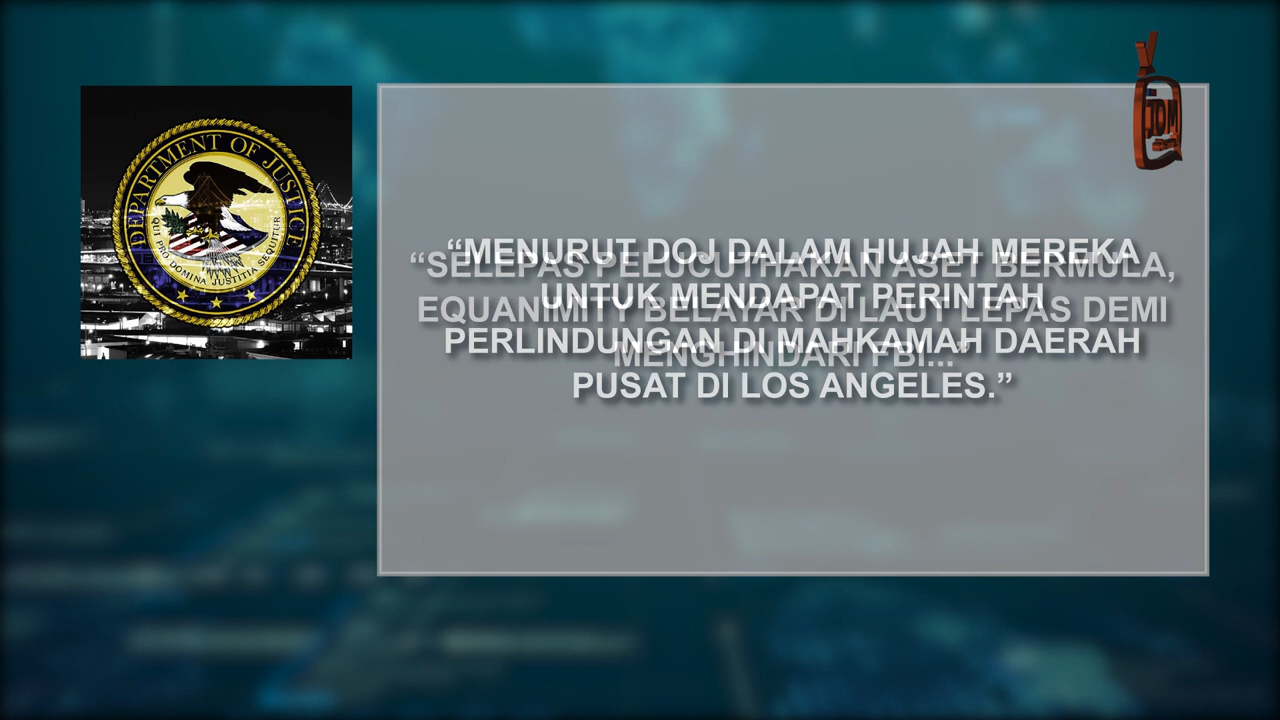 DEPARTMENT OF JUSTICE
QUI PRO DOMINA JUSTITIA SEQUITUR
JOM
“MENURUT DOJ DALAM HUJAH MEREKA
UNTUK MENDAPAT PERINTAH
PERLINDUNGAN DI MAHKAMAH DAERAH
PUSAT DI LOS ANGELES.”
“SELEPAS PELUCUTHAKAN ASET BERMULA,
EQUANIMITY BELAYAR DI LAUT LEPAS DEMI
MENGHINDARI FBI...”